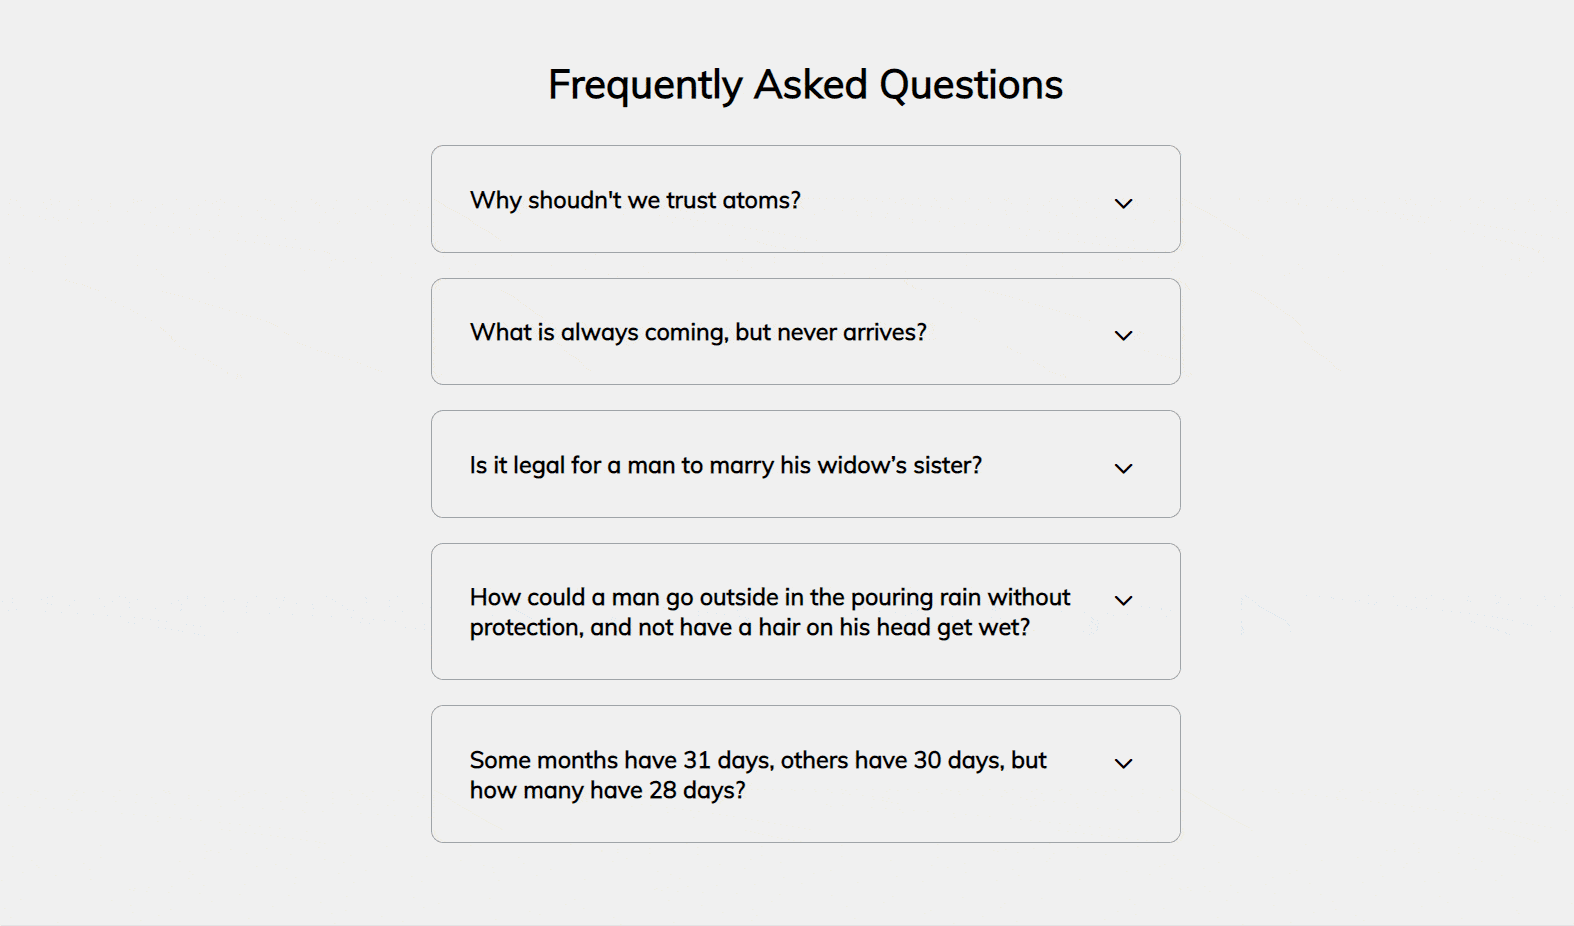 Frequently Asked Questions
Why shoudn't we trust atoms?
What is always coming, but never arrives?
Is it legal for a man to marry his widow’s sister?
How could a man go outside in the pouring rain without
protection, and not have a hair on his head get wet?
Some months have 31 days, others have 30 days, but
how many have 28 days?